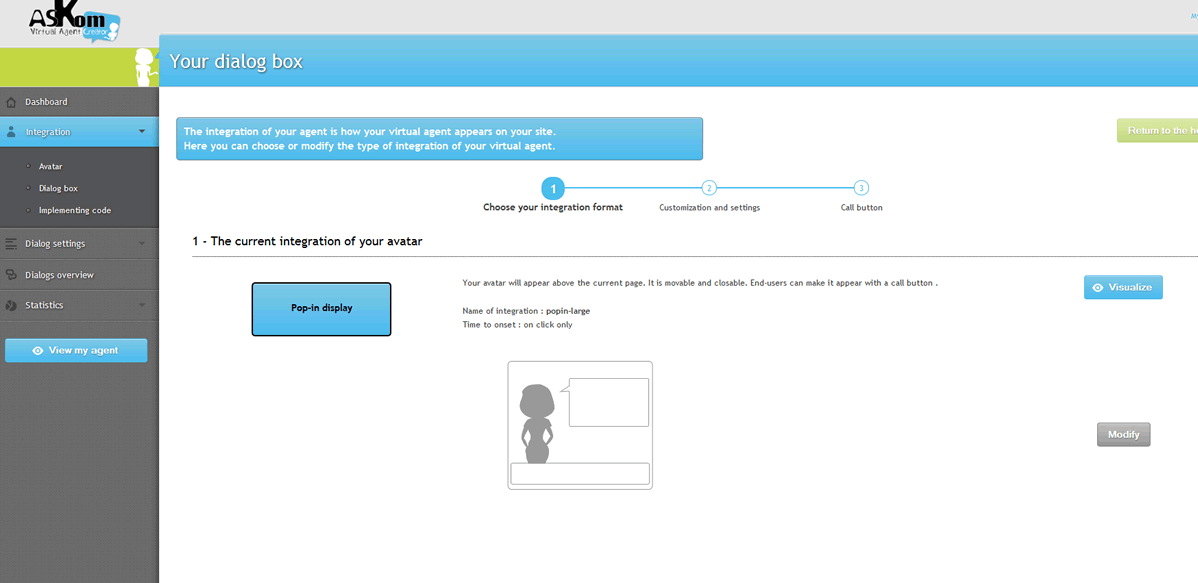 ASKom
Virtual Agent Creator
Your dialog box
Dashboard
Integration
Avatar
Dialog box
Implementing code
Dialog settings
Dialogs overview
Statistics
View my agent
The integration of your agent is how your virtual agent appears on your site.
Here you can choose or modify the type of integration of your virtual agent.
Return to the
1
2
3
Choose your integration format
Customization and settings
Call button
1 - The current integration of your avatar
Pop-in display
Your avatar will appear above the current page. It is movable and closable. End-users can make it appear with a call button .
Name of integration : popin-large
Time to onset : on click only
Visualize
Modify